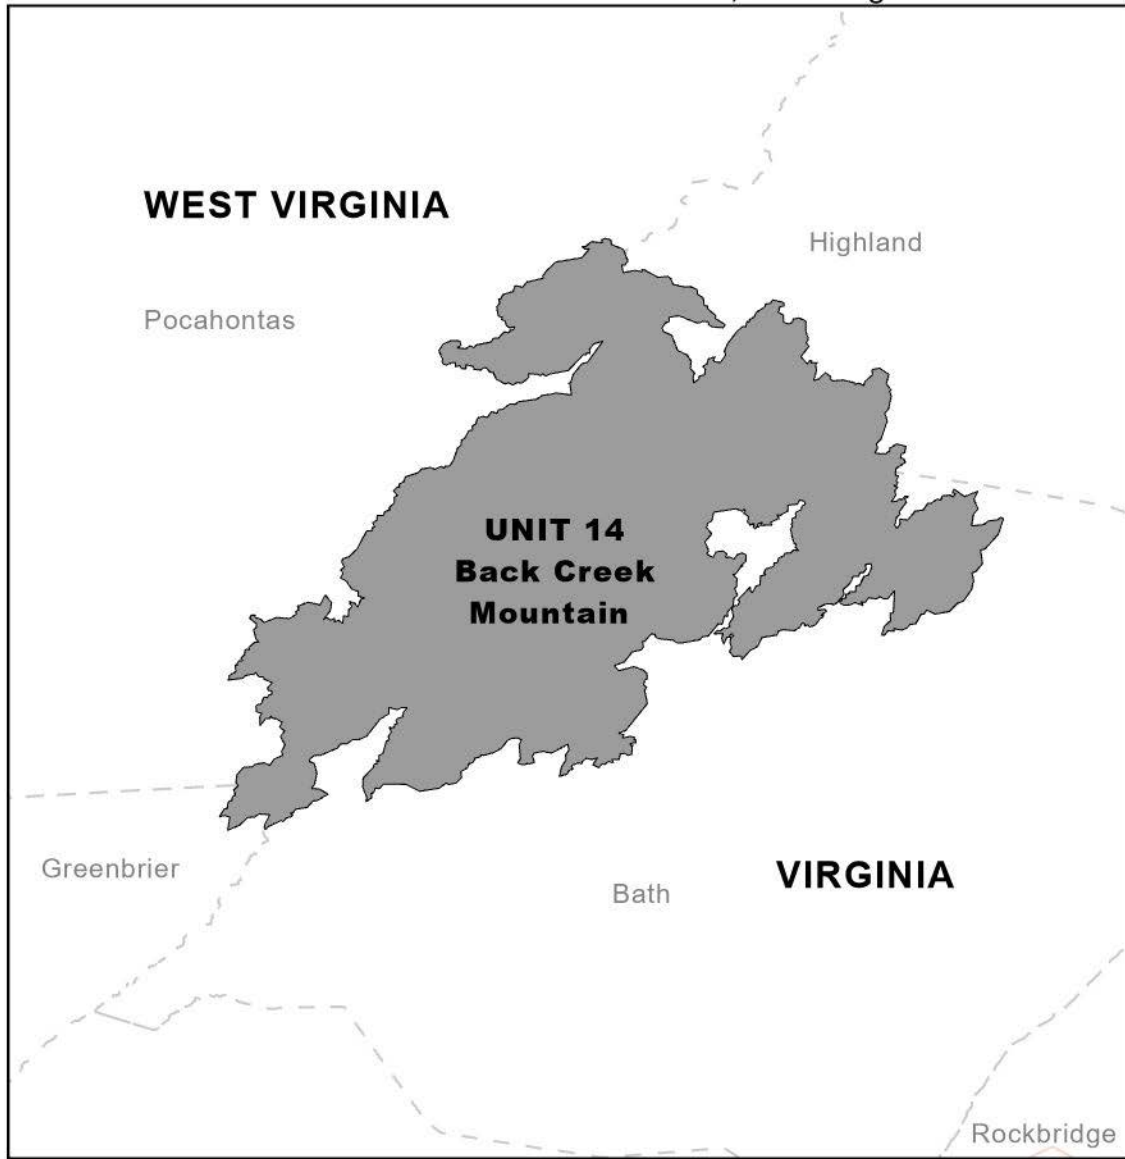 WEST VIRGINIA
Highland
Pocahontas
UNIT 14
Back Creek
Mountain
Greenbrier
VIRGINIA
Bath
Rockbridge